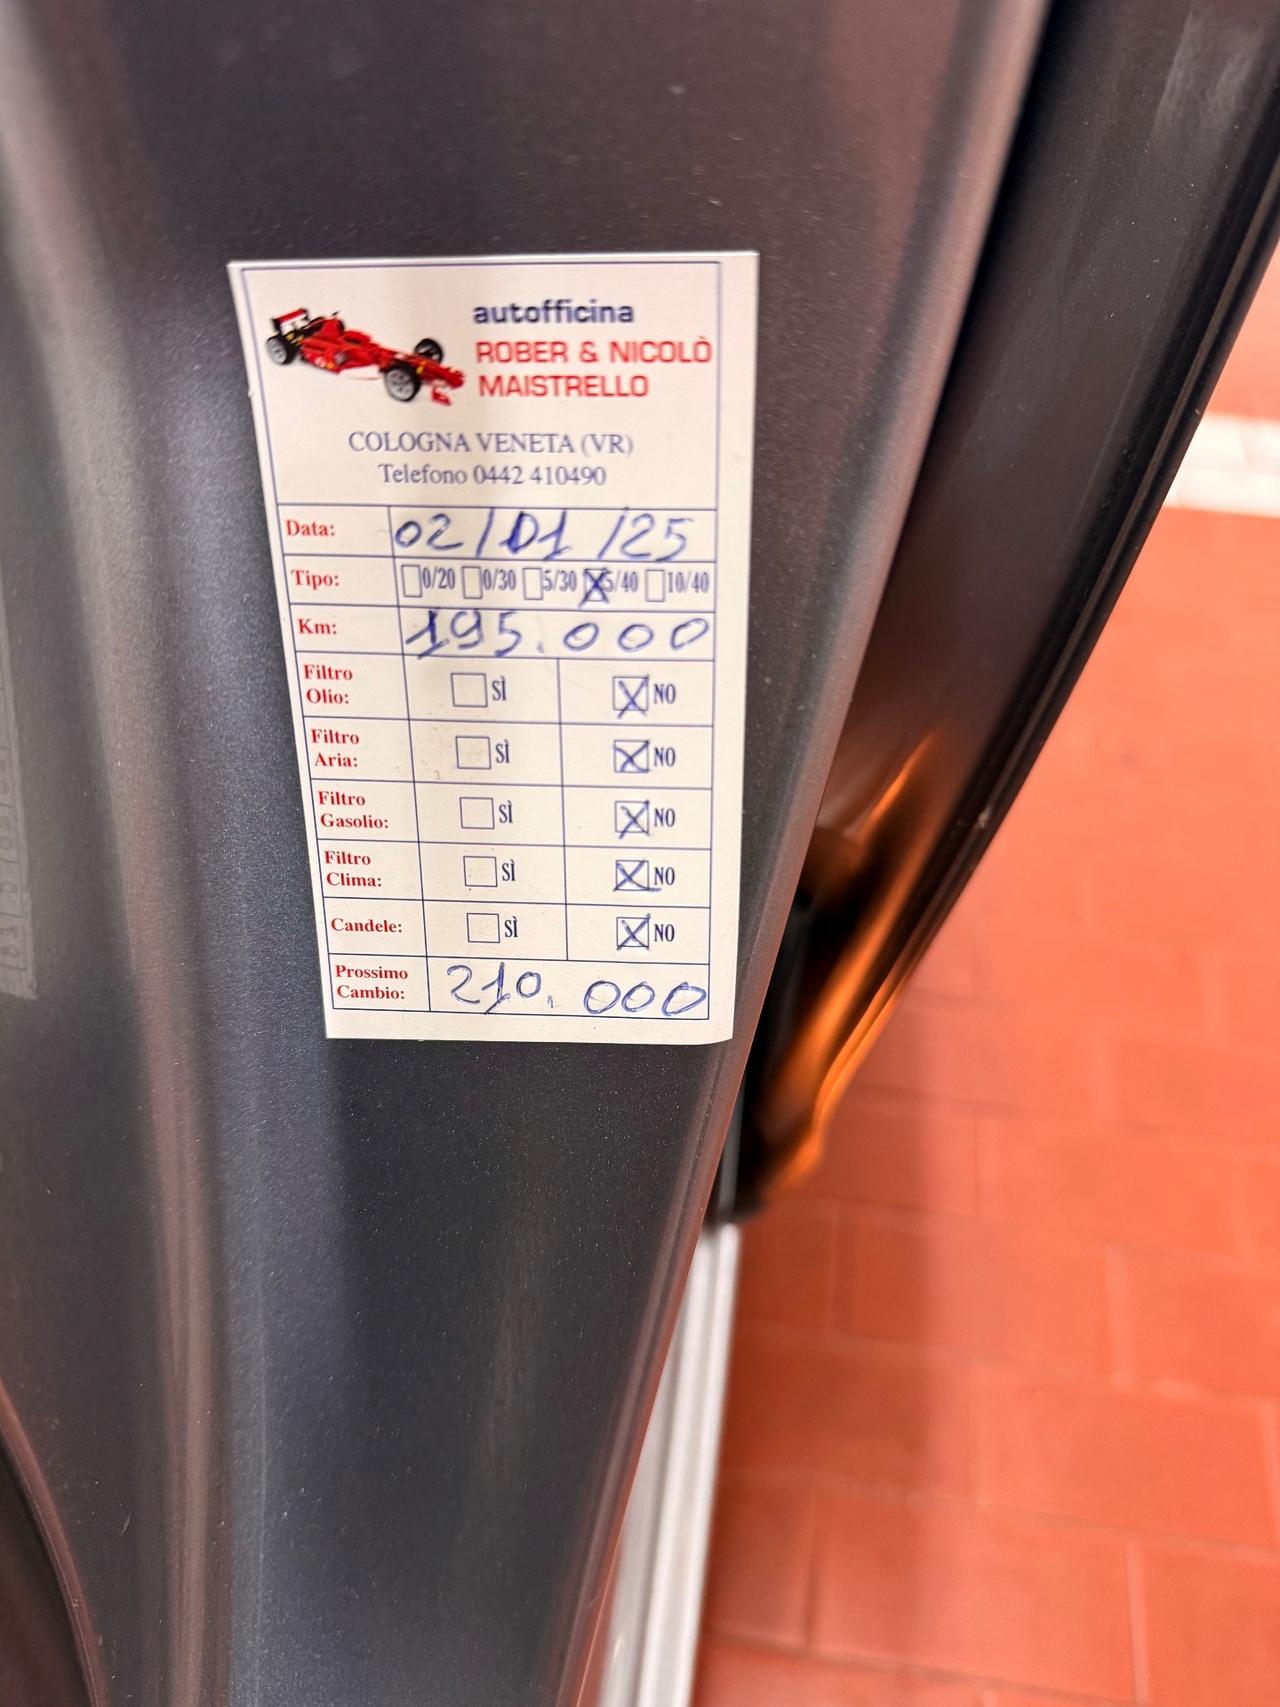 autofficina
ROBER & NICOLÒ
MAISTRELLO
COLOGNA VENETA (VR)
Telefono 0442 410490
Data: 02/01/25
Tipo: 0/20 0/30 5/30 5/40 10/40
Km: 195.000
Filtro Olio: SÌ NO
Filtro Aria: SÌ NO
Filtro Gasolio: SÌ NO
Filtro Clima: SÌ NO
Candele: SÌ NO
Prossimo Cambio: 210.000